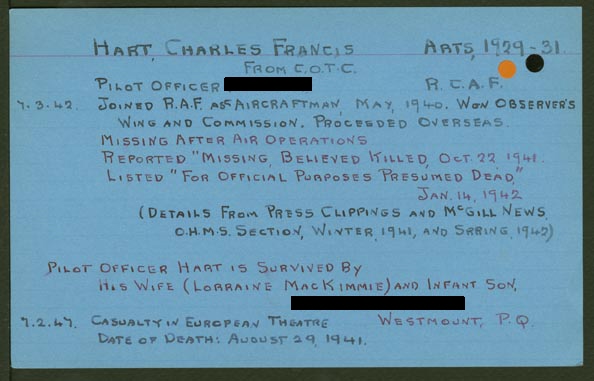 HART, CHARLES FRANCIS ARTS, 1929-31.
FROM C.O.T.C.
PILOT OFFICER R.C.A.F.
7.3.42. JOINED R.A.F. AS AIRCRAFTMAN, MAY, 1940. WON OBSERVER'S
WING AND COMMISSION. PROCEEDED OVERSEAS.
MISSING AFTER AIR OPERATIONS
REPORTED "MISSING, BELIEVED KILLED, OCT. 22, 1941.
LISTED "FOR OFFICIAL PURPOSES PRESUMED DEAD,"
JAN. 14, 1942
(DETAILS FROM PRESS CLIPPINGS AND MCGILL NEWS,
O.H.M.S. SECTION, WINTER, 1941, AND SPRING, 1942)
PILOT OFFICER HART IS SURVIVED BY
HIS WIFE (LORRAINE MACKIMMIE) AND INFANT SON,
7.2.47. CASUALTY IN EUROPEAN THEATRE WESTMOUNT, P.Q.
DATE OF DEATH: AUGUST 29, 1941.